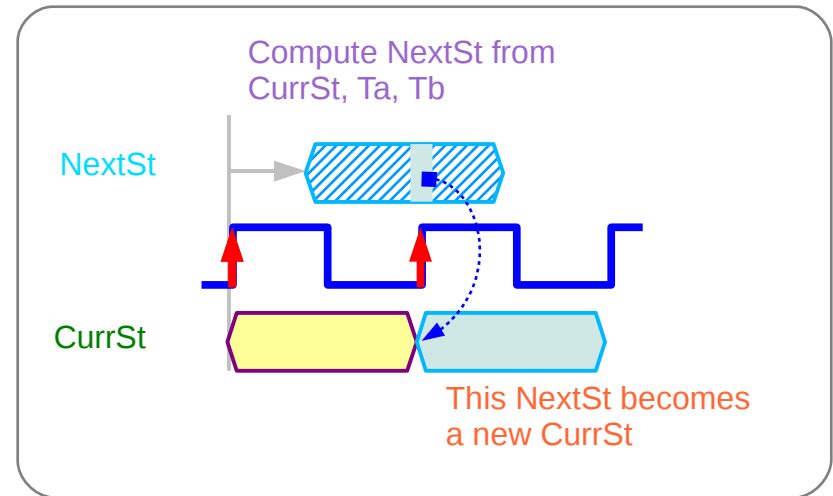 Compute NextSt from
CurrSt, Ta, Tb
NextSt
CurrSt
This NextSt becomes
a new CurrSt